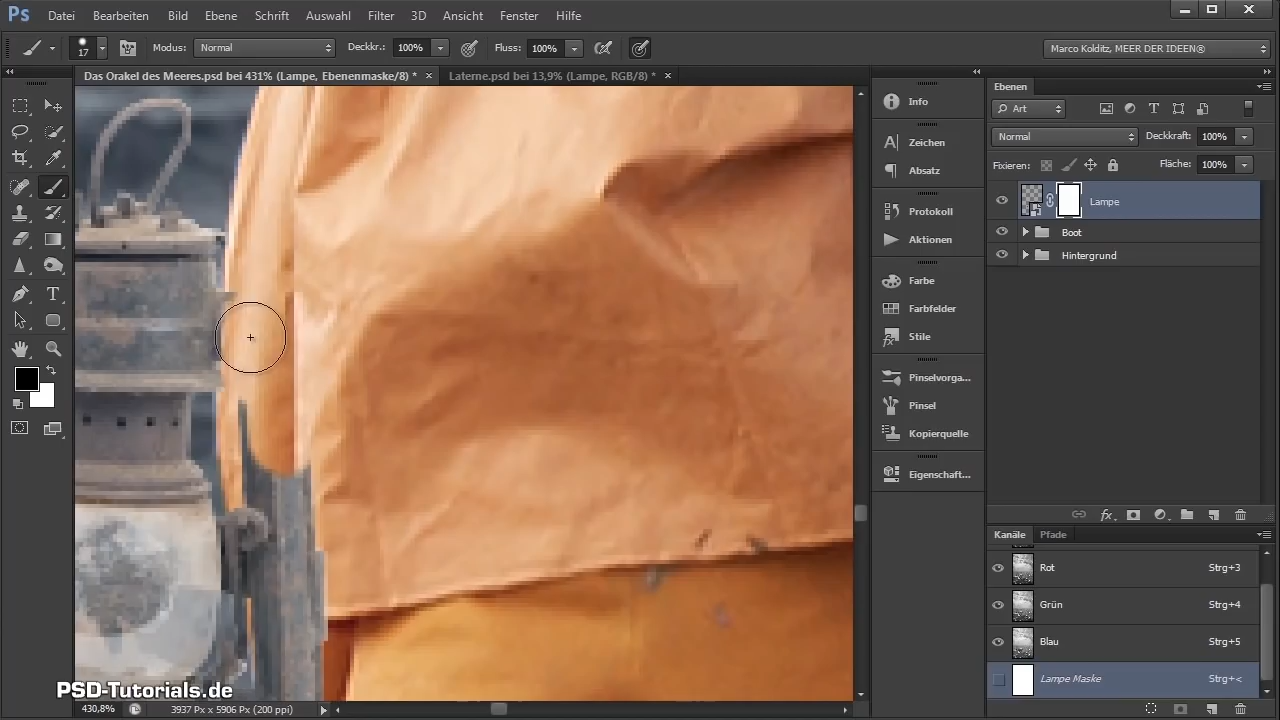 Ps Datei Bearbeiten Bild Ebene Schrift Auswahl Filter 3D Ansicht Fenster Hilfe
17 Modus: Normal Deckkr.: 100% Fluss: 100% Marco Kolditz, MEER DER IDEEN®
Das Orakel des Meeres.psd bei 431% (Lampe, Ebenenmaske/8) * × Laterne.psd bei 13,9% (Lampe, RGB/8) * ×
Info
Zeichen
Absatz
Protokoll
Aktionen
Farbe
Farbfelder
Stile
Pinselvorga...
Pinsel
Kopierquelle
Eigenschaft...
Ebenen
Art
Normal Deckkraft: 100%
Fixieren: Fläche: 100%
Lampe
Boot
Hintergrund
fx
Kanäle Pfade
Rot Strg+3
Grün Strg+4
Blau Strg+5
Lampe Maske Strg+<
PSD-Tutorials.de
430,8% 3937 Px x 5906 Px (200 ppi)